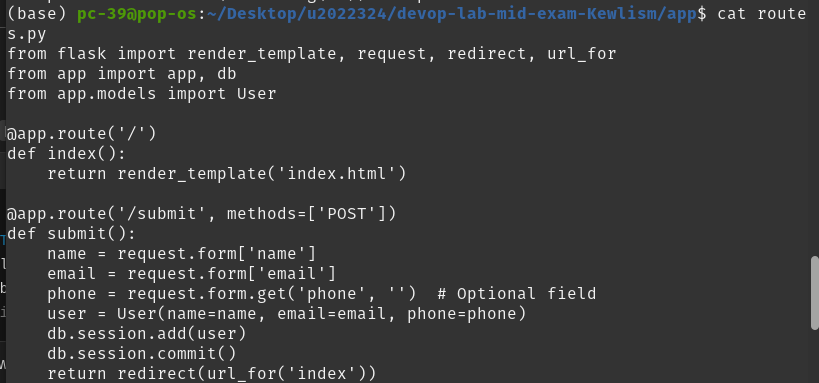 (base) pc-39@pop-os:~/Desktop/u2022324/devop-lab-mid-exam-Kewlism/app$ cat route
s.py
from flask import render_template, request, redirect, url_for
from app import app, db
from app.models import User

@app.route('/')
def index():
    return render_template('index.html')

@app.route('/submit', methods=['POST'])
def submit():
    name = request.form['name']
    email = request.form['email']
    phone = request.form.get('phone', '')  # Optional field
    user = User(name=name, email=email, phone=phone)
    db.session.add(user)
    db.session.commit()
    return redirect(url_for('index'))